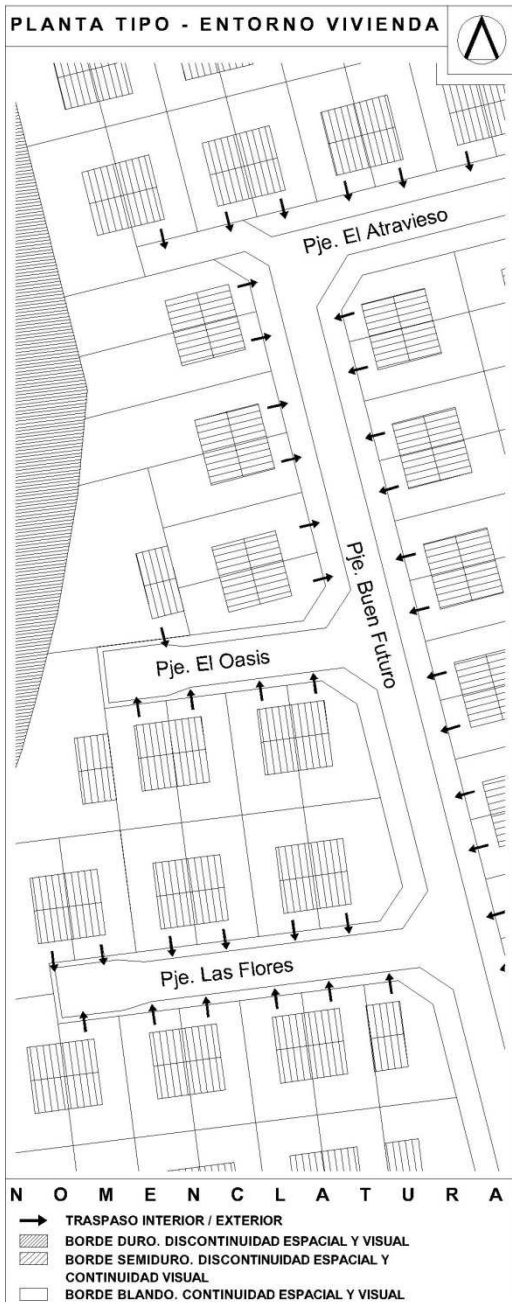 PLANTA TIPO - ENTORNO VIVIENDA
Pje. El Atravieso
Pje. Buen Futuro
Pje. El Oasis
Pje. Las Flores
N O M E N C L A T U R A
TRASPASO INTERIOR / EXTERIOR
BORDE DURO. DISCONTINUIDAD ESPACIAL Y VISUAL
BORDE SEMIDURO. DISCONTINUIDAD ESPACIAL Y
CONTINUIDAD VISUAL
BORDE BLANDO. CONTINUIDAD ESPACIAL Y VISUAL